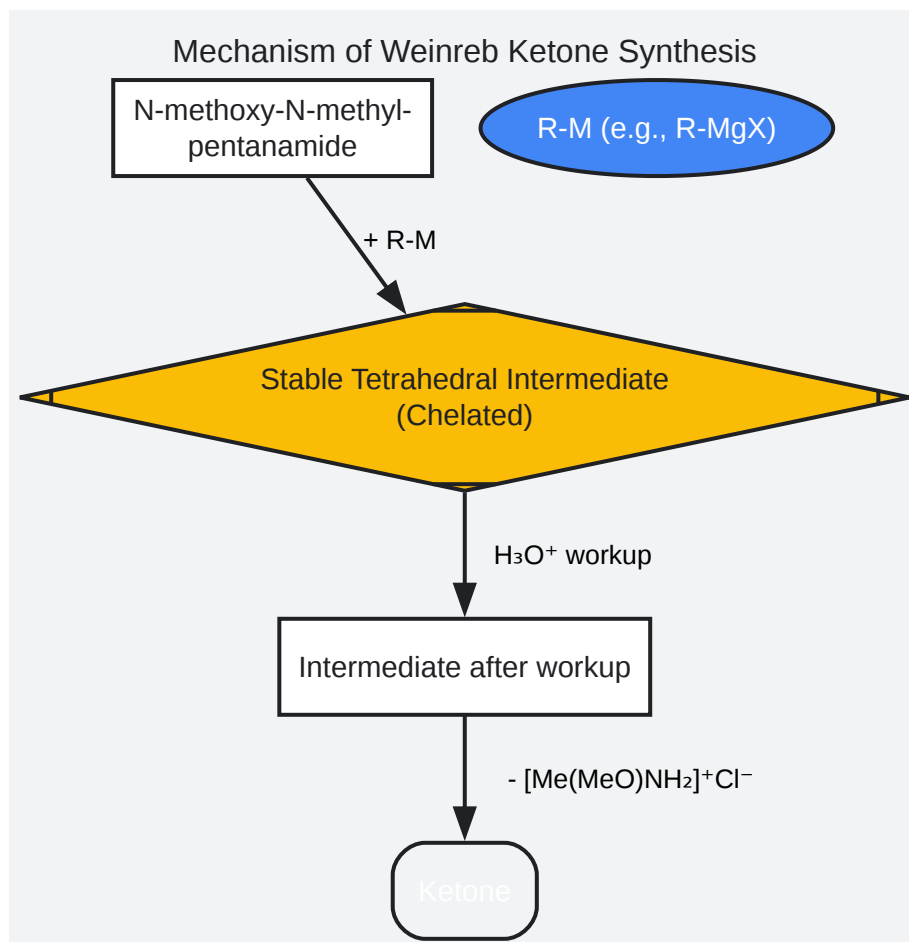 Mechanism of Weinreb Ketone Synthesis
N-methoxy-N-methyl-
pentanamide
R-M (e.g., R-MgX)
+ R-M
Stable Tetrahedral Intermediate
(Chelated)
H₃O⁺ workup
Intermediate after workup
- [Me(MeO)NH₂]⁺Cl⁻
Ketone